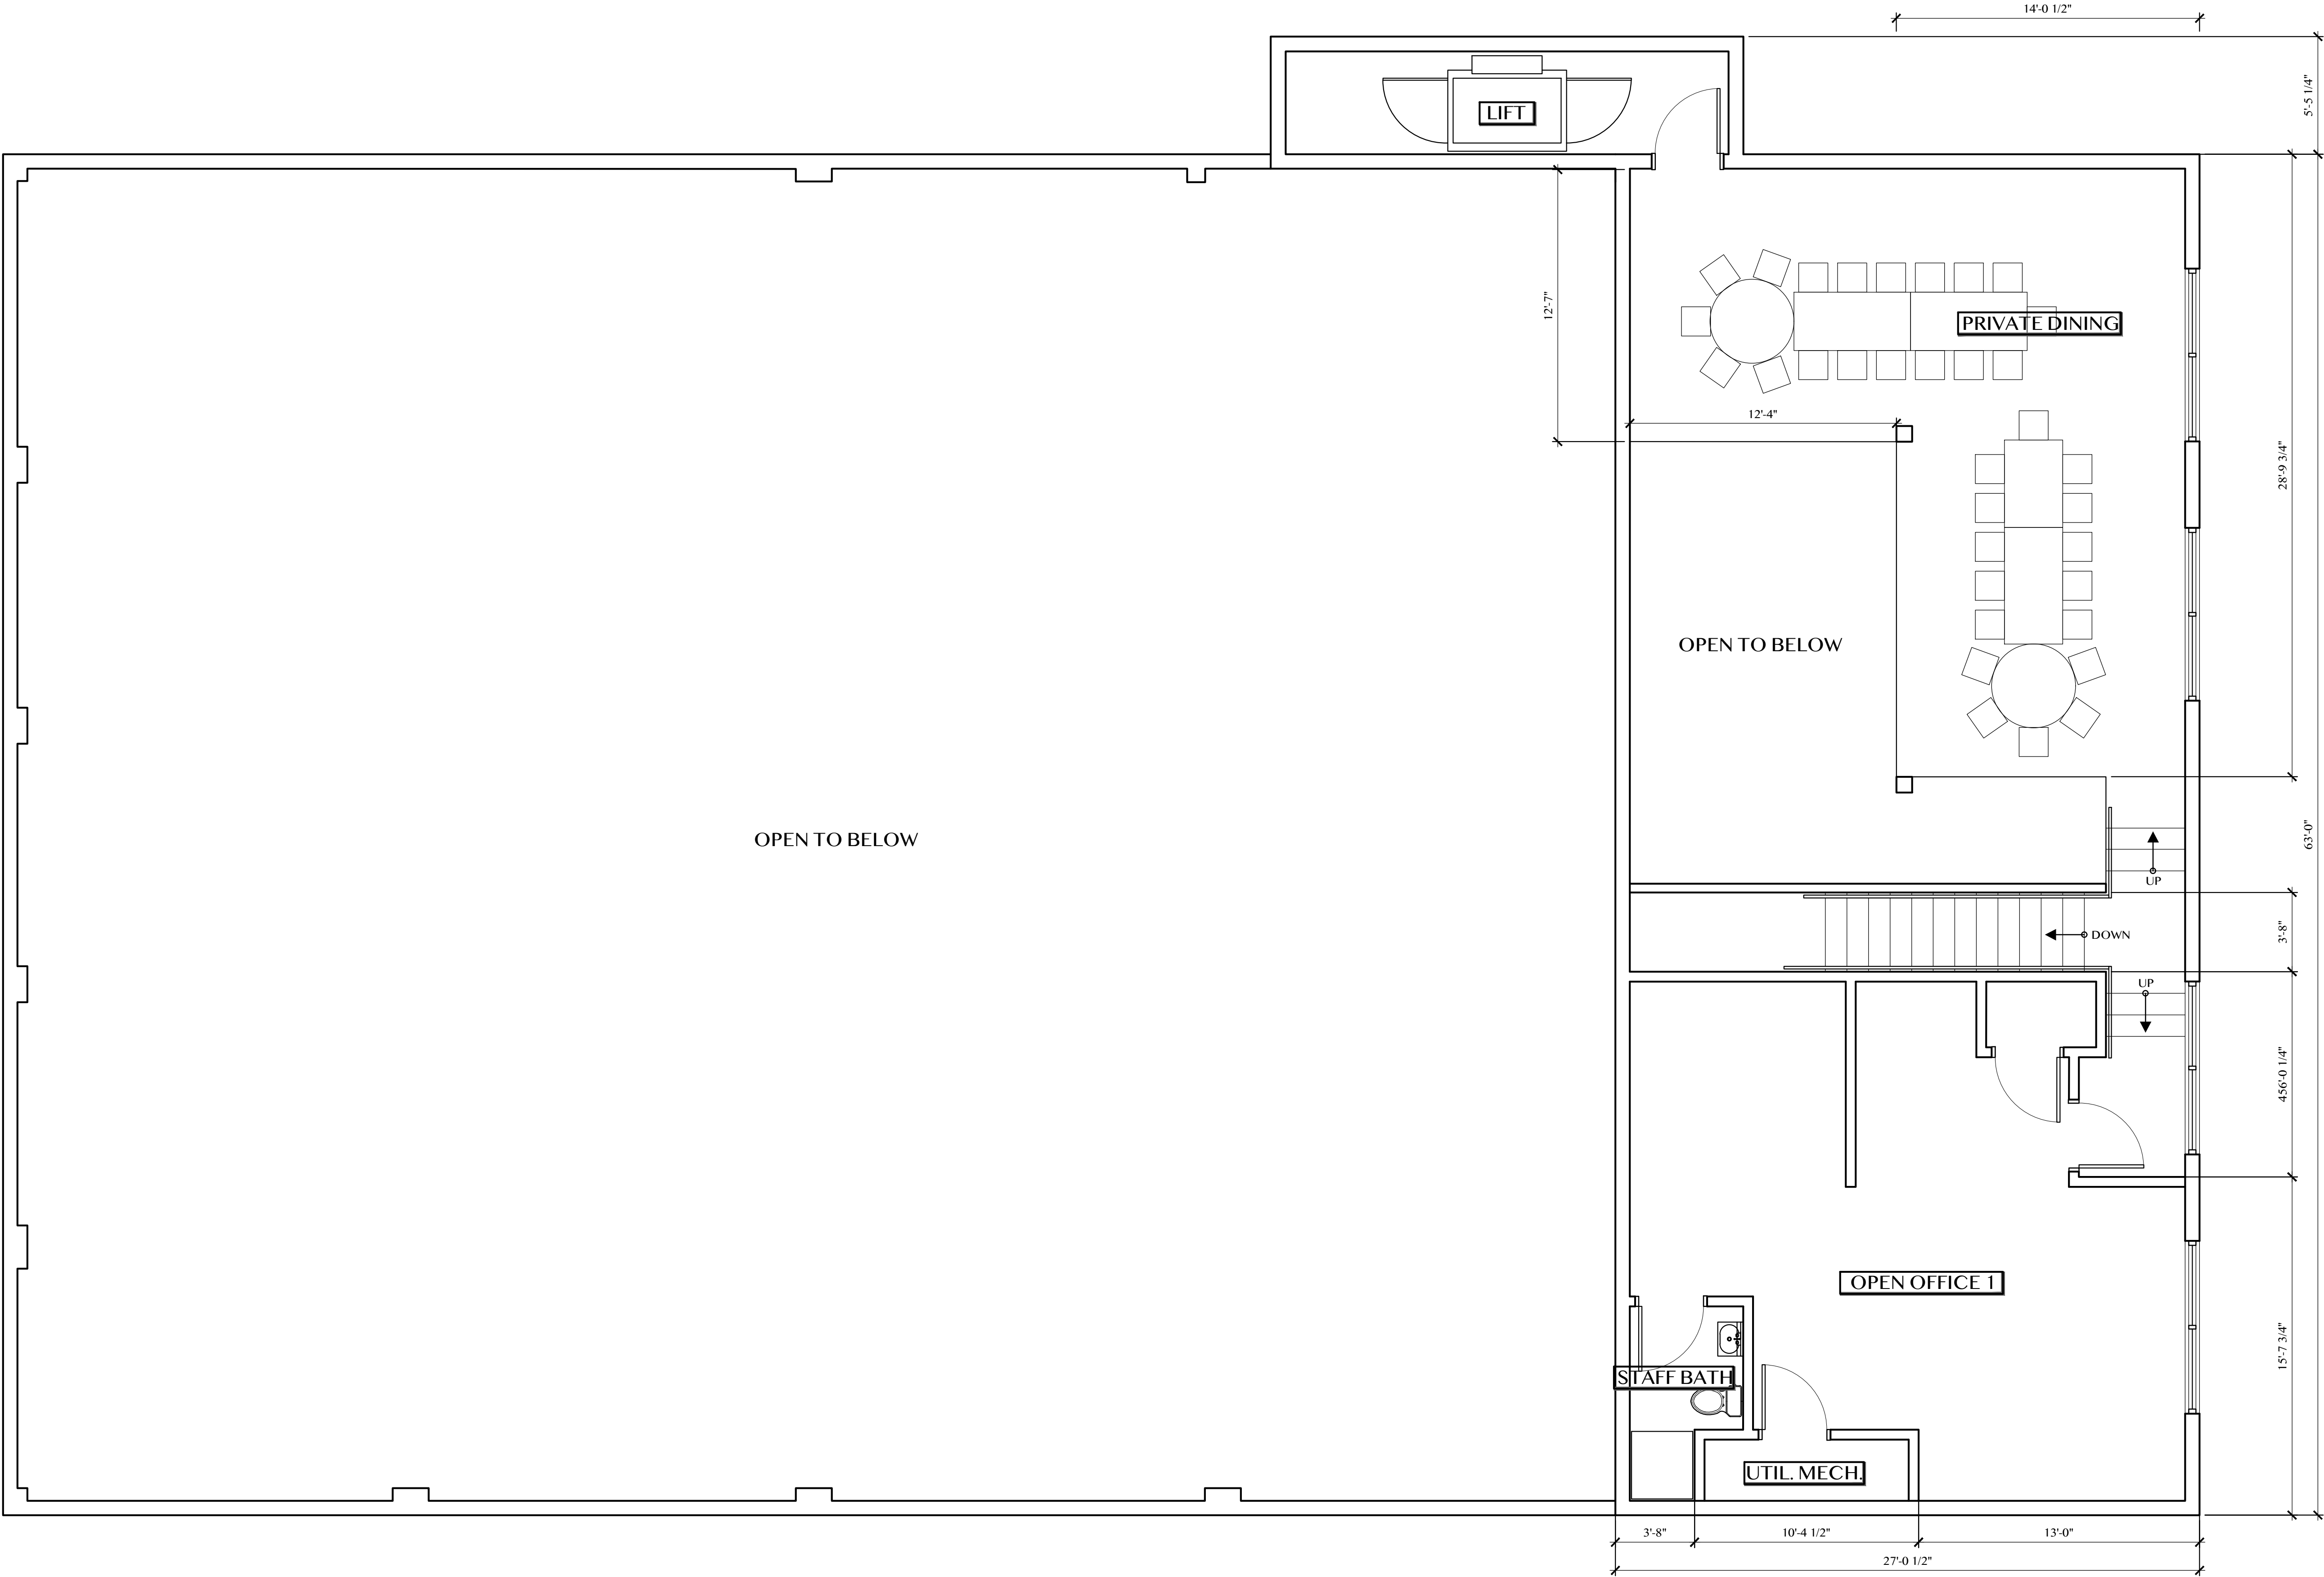 14'-0 1/2"
5'-5 1/4"
LIFT
12'-7"
PRIVATE DINING
12'-4"
28'-9 3/4"
OPEN TO BELOW
OPEN TO BELOW
63'-0"
UP
3'-8"
DOWN
UP
456'-0 1/4"
OPEN OFFICE 1
15'-7 3/4"
STAFF BATH
UTIL. MECH.
3'-8"
10'-4 1/2"
13'-0"
27'-0 1/2"